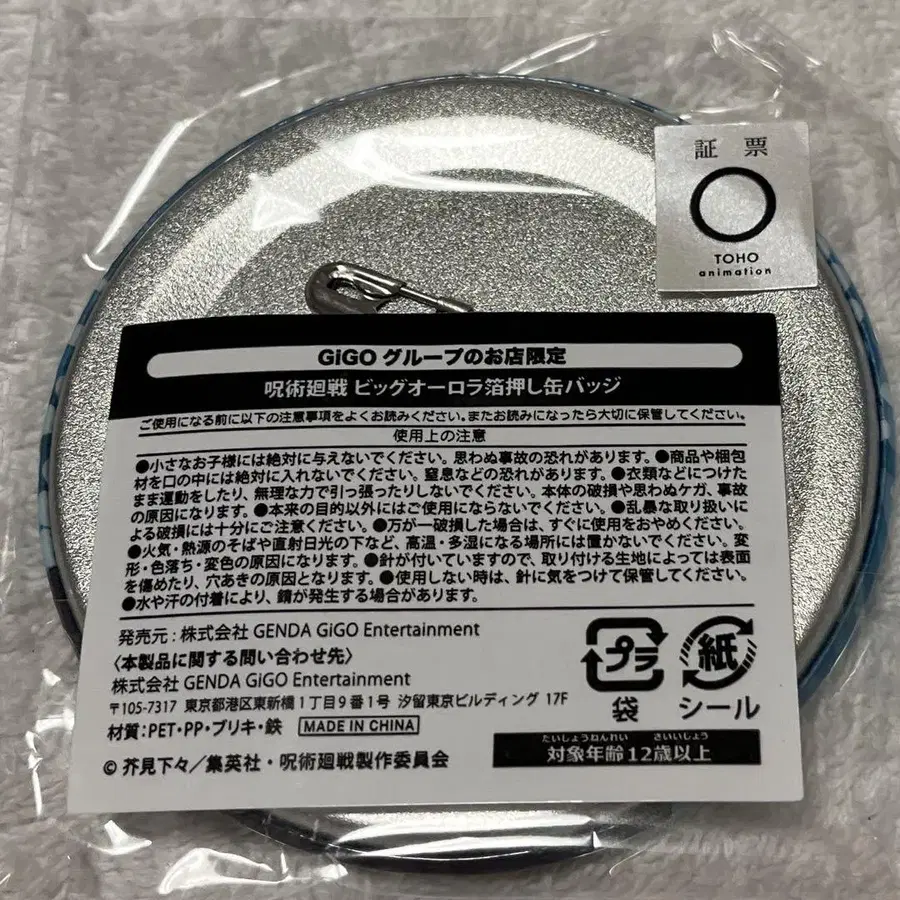 証 票
TOHO
animation
GiGO グループのお店限定
呪術廻戦 ビッグオーロラ箔押し缶バッジ
ご使用になる前に以下の注意事項をよくお読みください。またお読みになったら大切に保管してください。
使用上の注意
●小さなお子様には絶対に与えないでください。思わぬ事故の恐れがあります。●商品や梱包
材を口の中には絶対に入れないでください。窒息などの恐れがあります。●衣類などにつけた
まま運動をしたり、無理な力で引っ張ったりしないでください。本体の破損や思わぬケガ、事故
の原因になります。●本来の目的以外にはご使用にならないでください。●乱暴な取り扱いに
よる破損には十分にご注意ください。●万が一破損した場合は、すぐに使用をおやめください。
●火気・熱源のそばや直射日光の下など、高温・多湿になる場所には置かないでください。変
形・色落ち・変色の原因になります。●針が付いていますので、取り付ける生地によっては表面
を傷めたり、穴あきの原因となります。●使用しない時は、針に気をつけて保管してください。
●水や汗の付着により、錆が発生する場合があります。
発売元：株式会社 GENDA GiGO Entertainment
〈本製品に関する問い合わせ先〉
株式会社 GENDA GiGO Entertainment
〒105-7317 東京都港区東新橋1丁目9番1号 汐留東京ビルディング 17F
材質：PET・PP・ブリキ・鉄 MADE IN CHINA
©芥見下々／集英社・呪術廻戦製作委員会
プラ
袋
紙
シール
たいしょうねんれい さいいじょう
対象年齢12歳以上